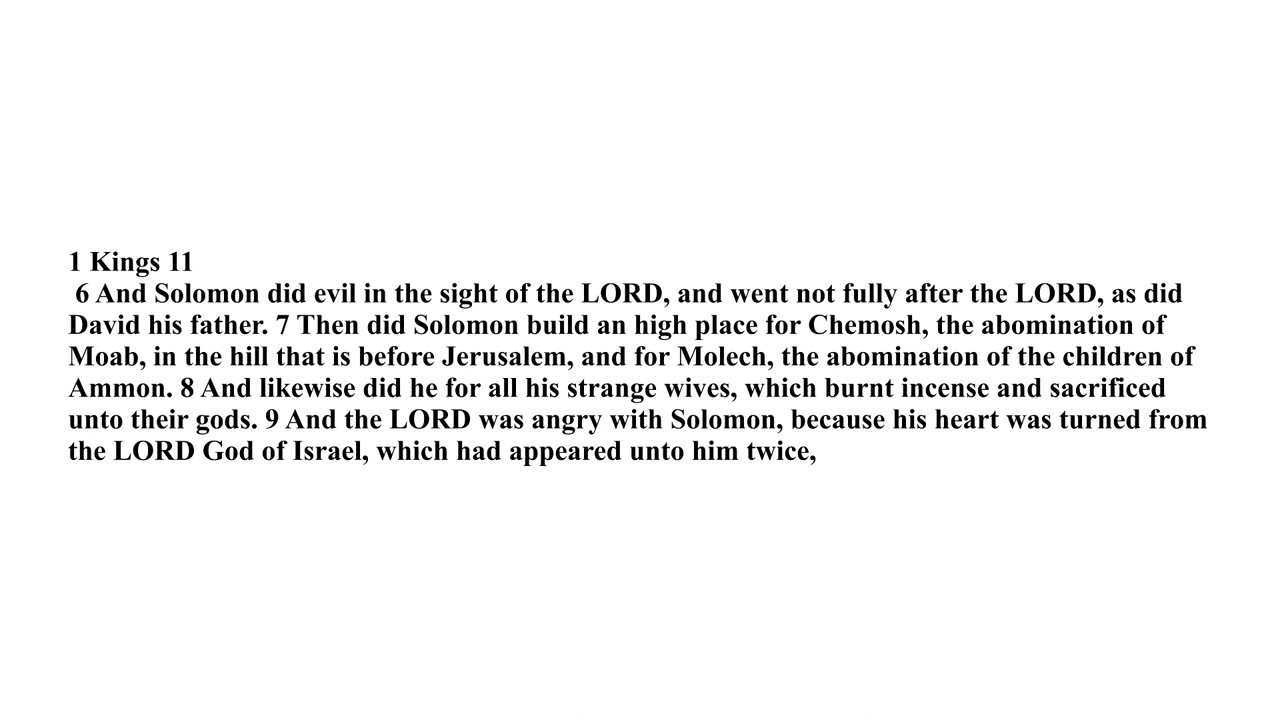 1 Kings 11
6 And Solomon did evil in the sight of the LORD, and went not fully after the LORD, as did
David his father. 7 Then did Solomon build an high place for Chemosh, the abomination of
Moab, in the hill that is before Jerusalem, and for Molech, the abomination of the children of
Ammon. 8 And likewise did he for all his strange wives, which burnt incense and sacrificed
unto their gods. 9 And the LORD was angry with Solomon, because his heart was turned from
the LORD God of Israel, which had appeared unto him twice,